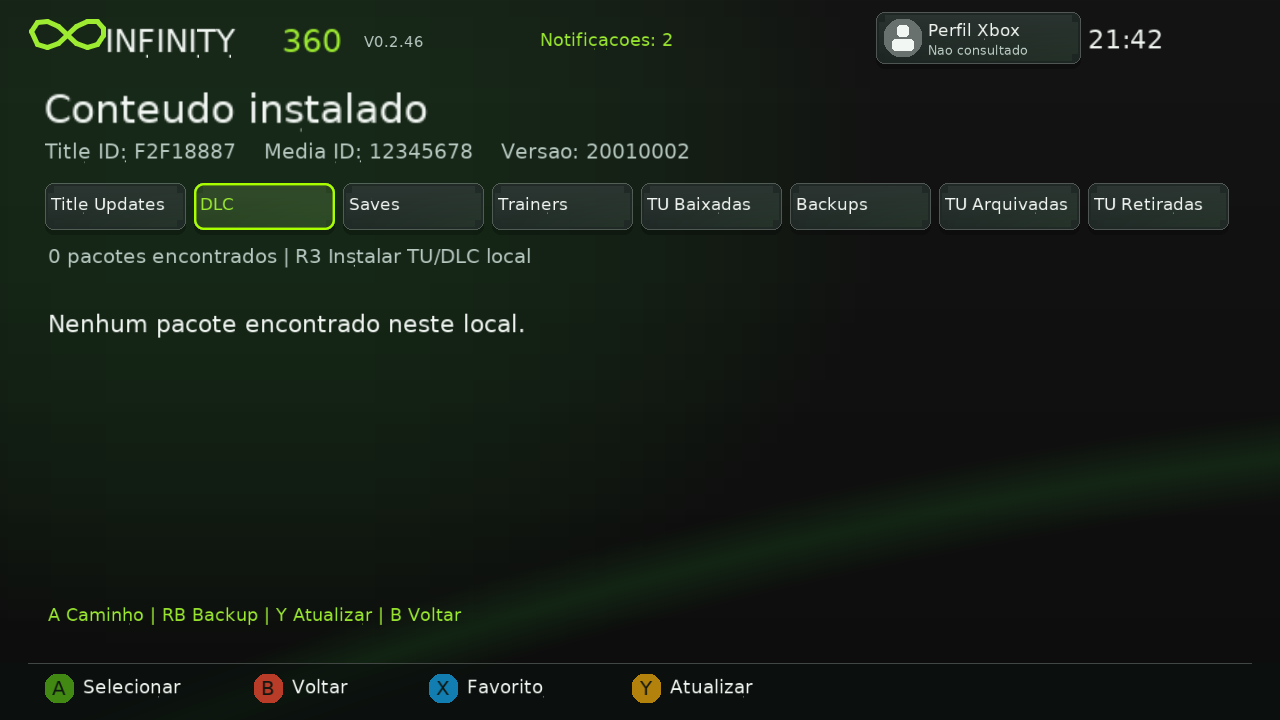 INFINITY 360 V0.2.46 Notificacoes: 2 Perfil Xbox 21:42
Nao consultado
Conteudo instalado
Title ID: F2F18887 Media ID: 12345678 Versao: 20010002
Title Updates DLC Saves Trainers TU Baixadas Backups TU Arquivadas TU Retiradas
0 pacotes encontrados | R3 Instalar TU/DLC local
Nenhum pacote encontrado neste local.
A Caminho | RB Backup | Y Atualizar | B Voltar
A Selecionar B Voltar X Favorito Y Atualizar